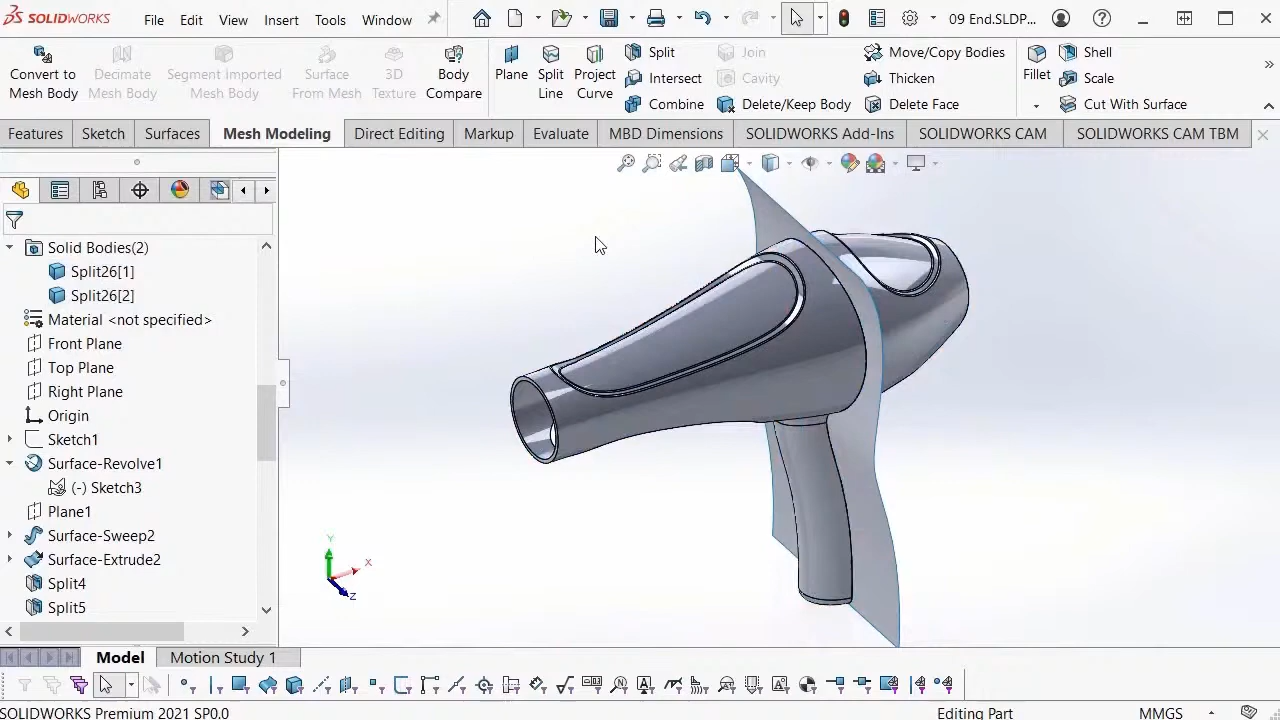 SOLIDWORKS File Edit View Insert Tools Window 09 End.SLDP...
Convert to Mesh Body
Decimate Mesh Body
Segment Imported Mesh Body
Surface From Mesh
3D Texture
Body Compare
Plane
Split Line
Project Curve
Split
Intersect
Combine
Join
Cavity
Delete/Keep Body
Move/Copy Bodies
Thicken
Delete Face
Fillet
Shell
Scale
Cut With Surface
Features Sketch Surfaces Mesh Modeling Direct Editing Markup Evaluate MBD Dimensions SOLIDWORKS Add-Ins SOLIDWORKS CAM SOLIDWORKS CAM TBM
Solid Bodies(2)
Split26[1]
Split26[2]
Material <not specified>
Front Plane
Top Plane
Right Plane
Origin
Sketch1
Surface-Revolve1
(-) Sketch3
Plane1
Surface-Sweep2
Surface-Extrude2
Split4
Split5
Y
X
Z
Model Motion Study 1
SOLIDWORKS Premium 2021 SP0.0 Editing Part MMGS